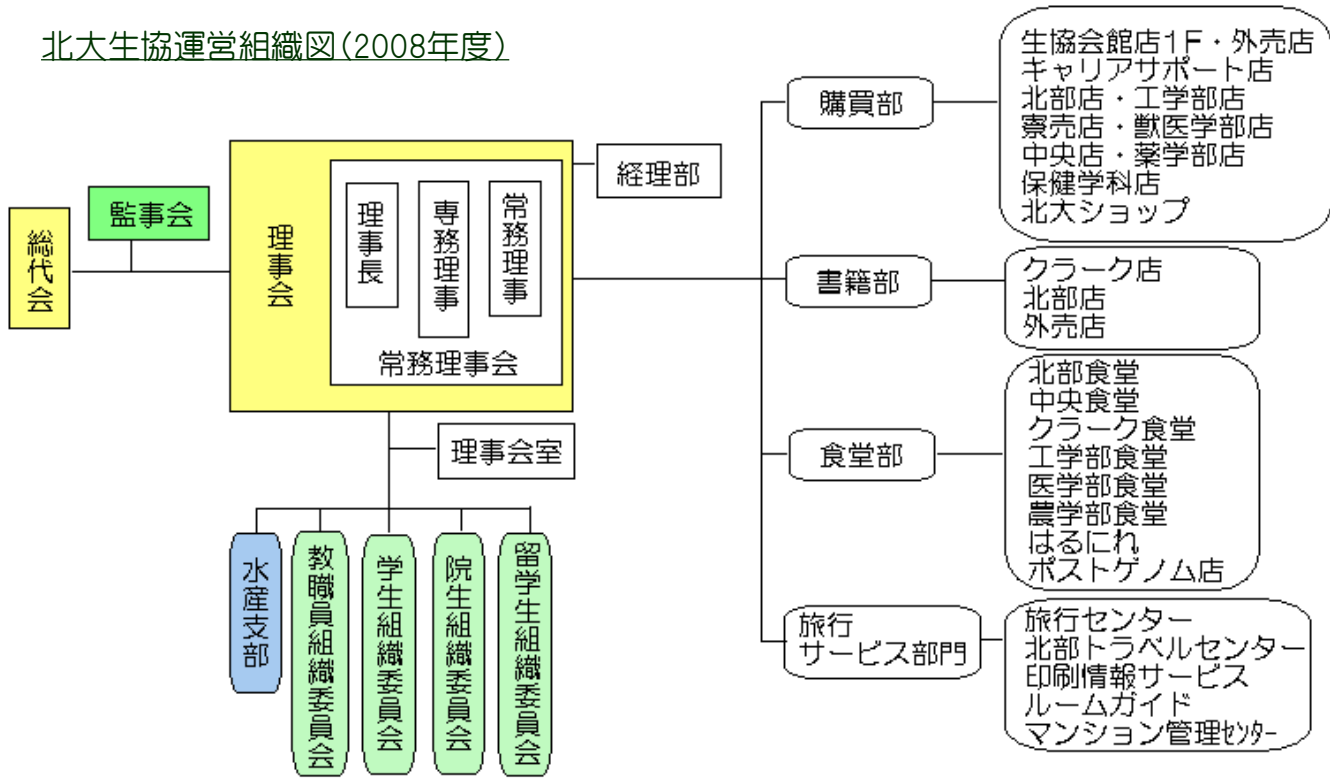 北大生協運営組織図(2008年度)
総代会
監事会
理事会
理事長
専務理事
常務理事
常務理事会
経理部
理事会室
水産支部
教職員組織委員会
学生組織委員会
院生組織委員会
留学生組織委員会
購買部
生協会館店1F・外売店
キャリアサポート店
北部店・工学部店
寮売店・獣医学部店
中央店・薬学部店
保健学科店
北大ショップ
書籍部
クラーク店
北部店
外売店
食堂部
北部食堂
中央食堂
クラーク食堂
工学部食堂
医学部食堂
農学部食堂
はるにれ
ポストゲノム店
旅行
サービス部門
旅行センター
北部トラベルセンター
印刷情報サービス
ルームガイド
マンション管理ｾﾝﾀｰ